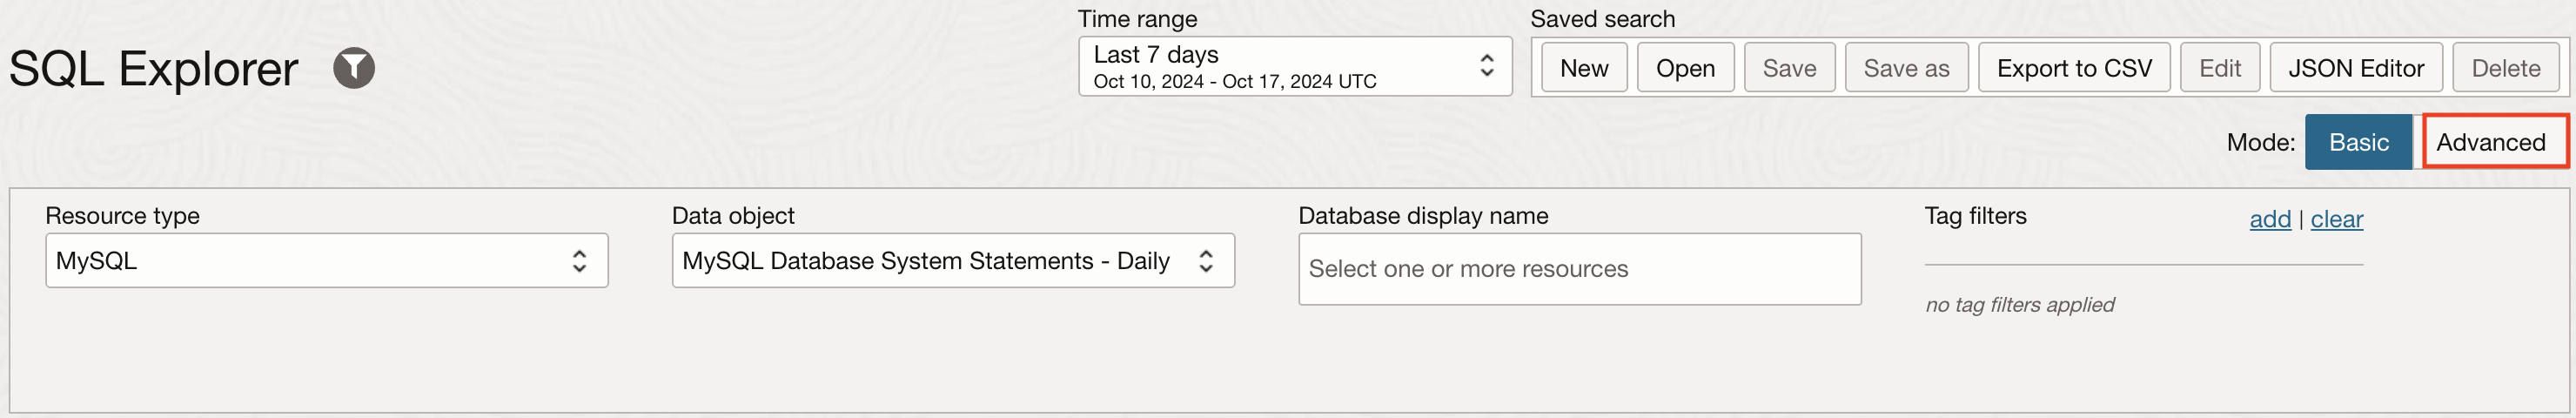 SQL Explorer
Time range
Last 7 days
Oct 10, 2024 - Oct 17, 2024 UTC
Saved search
New Open Save Save as Export to CSV Edit JSON Editor Delete
Mode: Basic Advanced
Resource type
MySQL
Data object
MySQL Database System Statements - Daily
Database display name
Select one or more resources
Tag filters add | clear
no tag filters applied